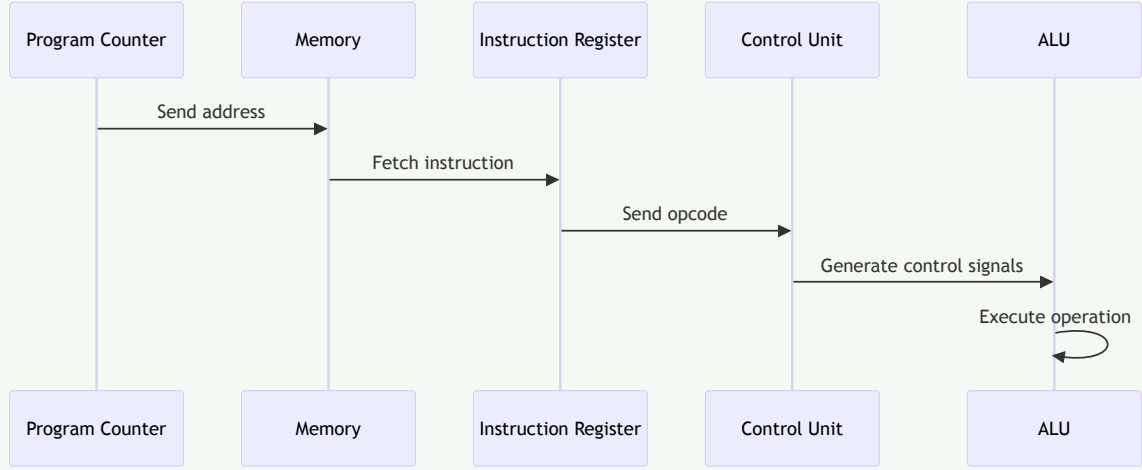 Program Counter
Memory
Instruction Register
Control Unit
ALU
Send address
Fetch instruction
Send opcode
Generate control signals
Execute operation
Program Counter
Memory
Instruction Register
Control Unit
ALU